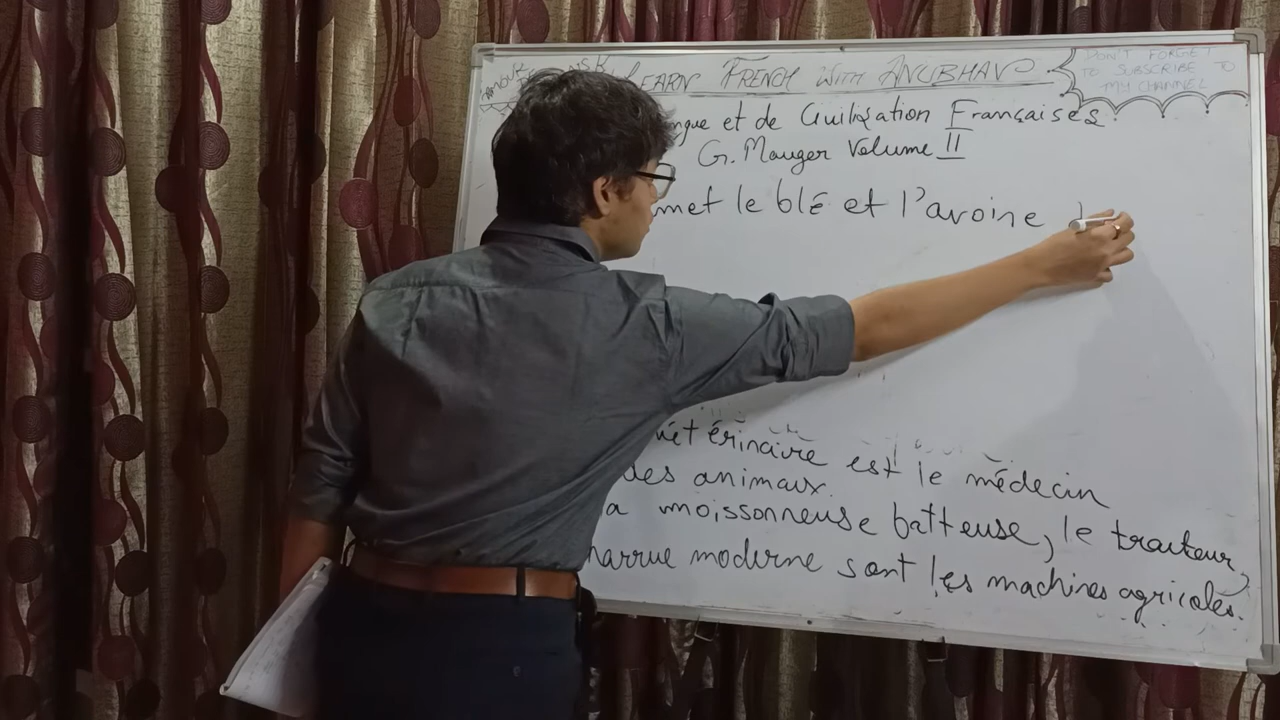 LEARN FRENCH WITH ANUBHAV
DON'T FORGET
TO SUBSCRIBE TO
MY CHANNEL
ngue et de Civilisation Françaises
G. Mauger Volume II
met le blé et l'avoine
vétérinaire est le médecin
des animaux.
a moissonneuse batteuse, le tracteur,
harrue moderne sont les machines agricoles.